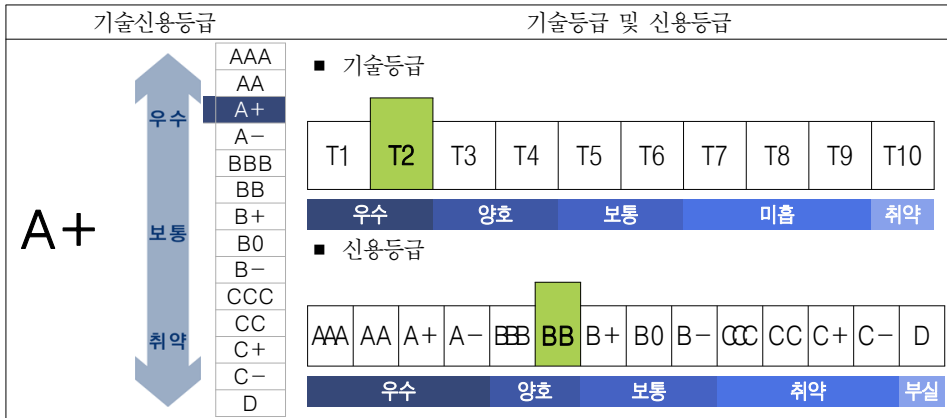 기술신용등급
기술등급 및 신용등급
A+
우수
보통
취약
AAA
AA
A+
A-
BBB
BB
B+
B0
B-
CCC
CC
C+
C-
D
■ 기술등급
T1 T2 T3 T4 T5 T6 T7 T8 T9 T10
우수 양호 보통 미흡 취약
■ 신용등급
AAA AA A+ A- BBB BB B+ B0 B- CCC CC C+ C- D
우수 양호 보통 취약 부실